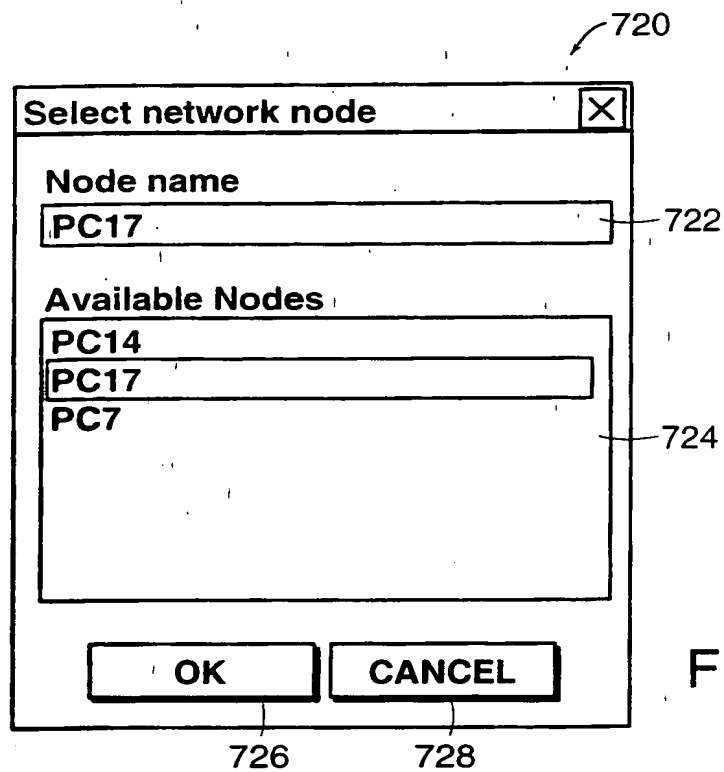 720
Select network node
Node name
PC17
722
Available Nodes
PC14
PC17
PC7
724
OK
CANCEL
F
726
728